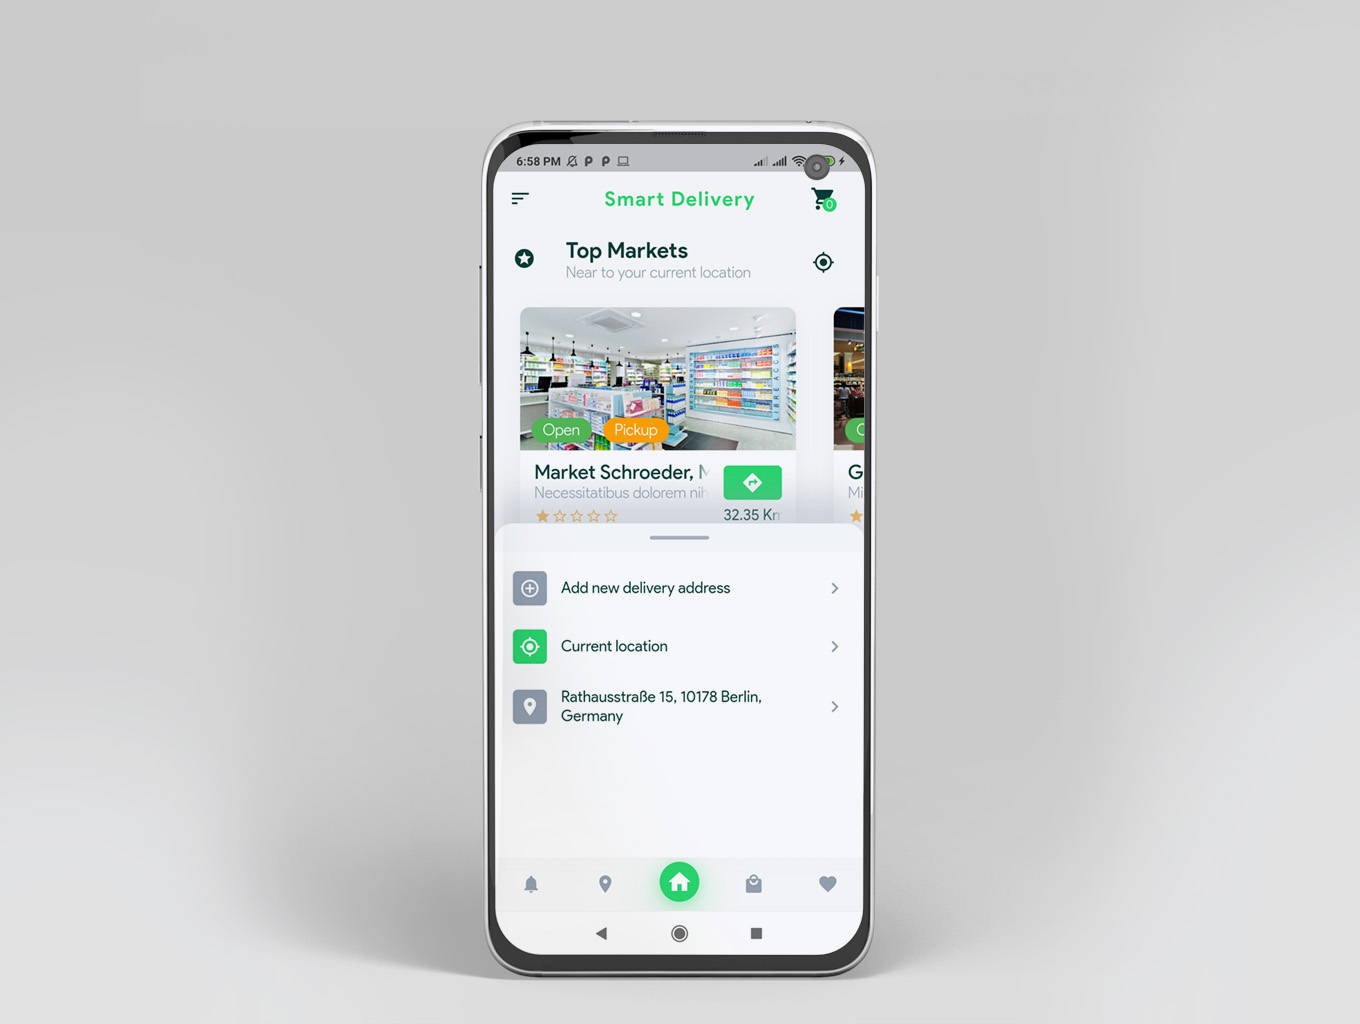 6:58 PM
Smart Delivery
0
Top Markets
Near to your current location
Open
Pickup
Market Schroeder,
Necessitatibus dolorem nih
32.35 Km
G
Mi
Add new delivery address
Current location
Rathausstraße 15, 10178 Berlin,
Germany